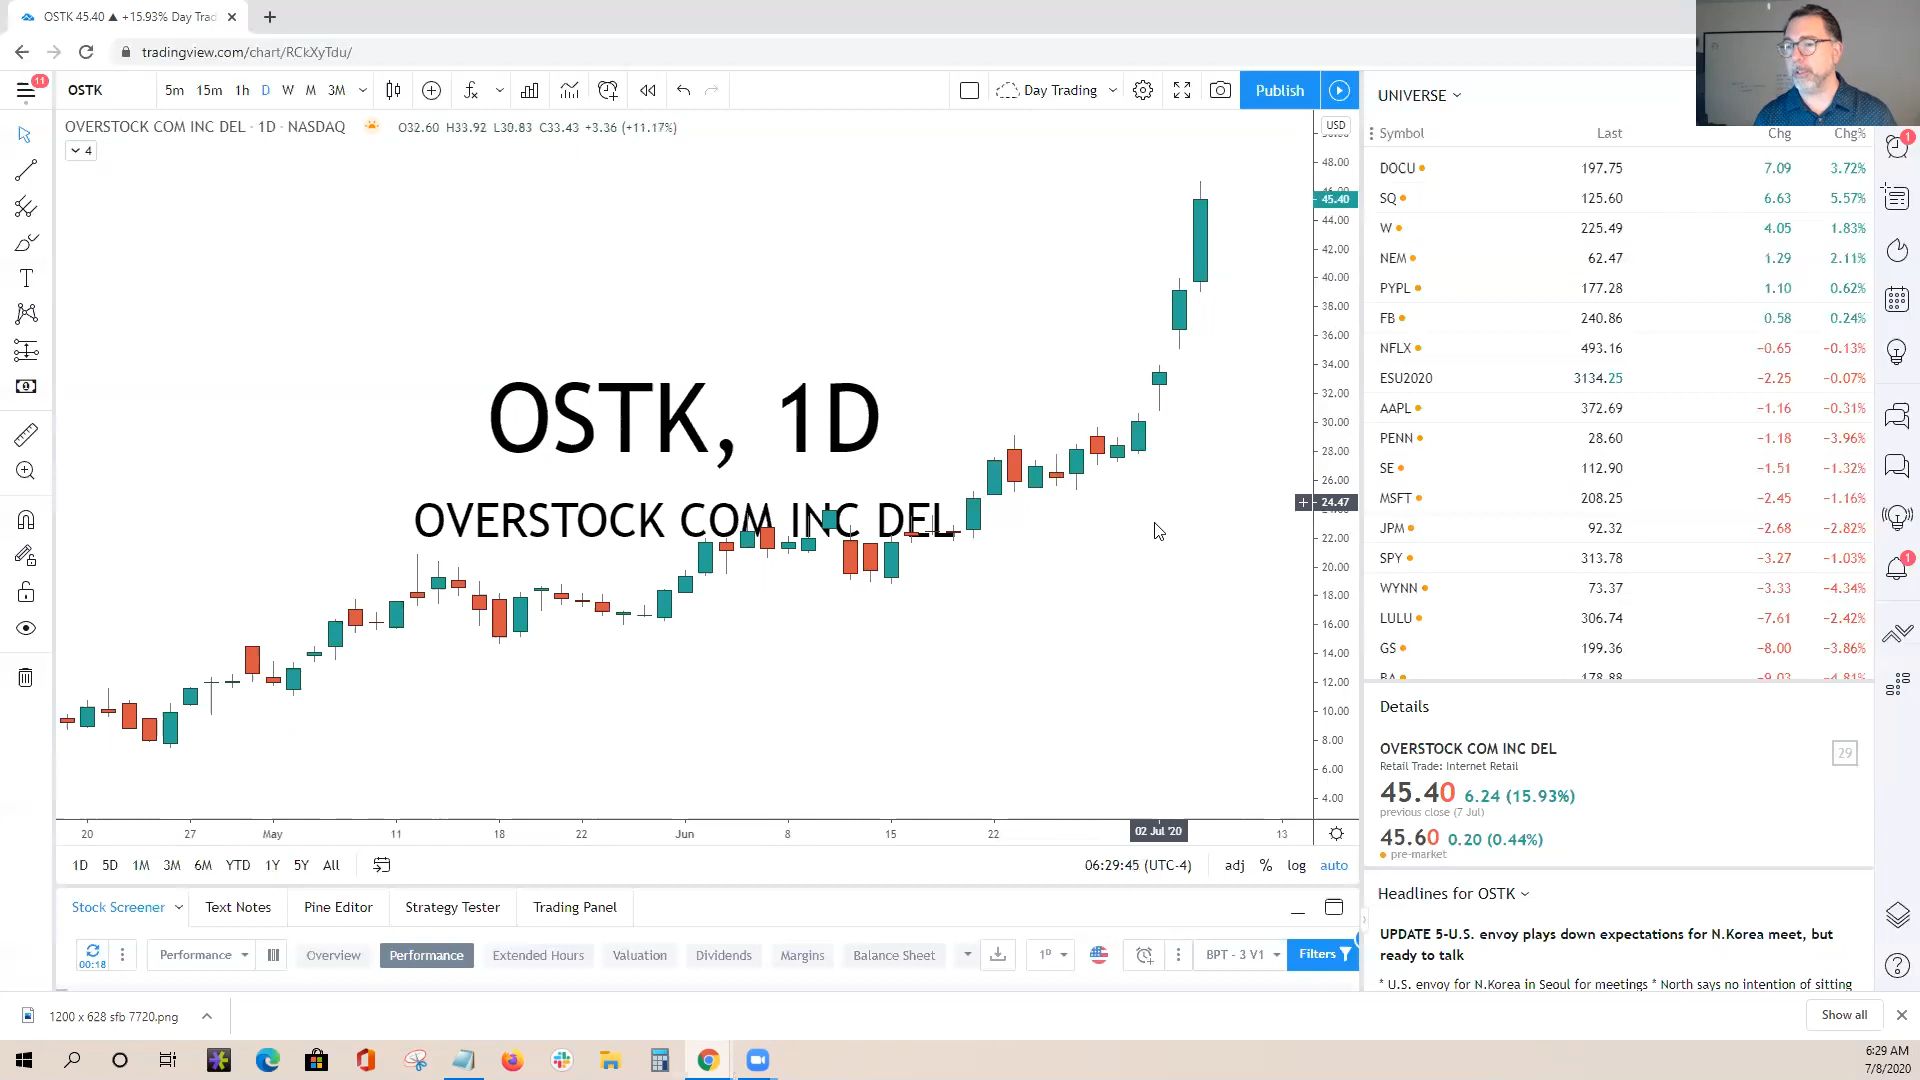 OSTK 45.40 ▲ +15.93% Day Trad
tradingview.com/chart/RCkXyTdu/
11
OSTK 5m 15m 1h D W M 3M Day Trading Publish
UNIVERSE
OVERSTOCK COM INC DEL · 1D · NASDAQ O32.60 H33.92 L30.83 C33.43 +3.36 (+11.17%)
USD
4
Symbol Last Chg Chg%
1
DOCU 197.75 7.09 3.72%
SQ 125.60 6.63 5.57%
W 225.49 4.05 1.83%
NEM 62.47 1.29 2.11%
PYPL 177.28 1.10 0.62%
FB 240.86 0.58 0.24%
NFLX 493.16 −0.65 −0.13%
ESU2020 3134.25 −2.25 −0.07%
AAPL 372.69 −1.16 −0.31%
PENN 28.60 −1.18 −3.96%
SE 112.90 −1.51 −1.32%
MSFT 208.25 −2.45 −1.16%
JPM 92.32 −2.68 −2.82%
SPY 313.78 −3.27 −1.03%
WYNN 73.37 −3.33 −4.34%
LULU 306.74 −7.61 −2.42%
GS 199.36 −8.00 −3.86%
BA 178.88 −9.03 −4.81%
1
48.00
45.40
44.00
42.00
40.00
38.00
36.00
34.00
32.00
30.00
28.00
26.00
24.47
22.00
20.00
18.00
16.00
14.00
12.00
10.00
8.00
6.00
4.00
OSTK, 1D
OVERSTOCK COM INC DEL
20 27 May 11 18 22 Jun 8 15 22 02 Jul '20 13
1D 5D 1M 3M 6M YTD 1Y 5Y All 06:29:45 (UTC-4) adj % log auto
Details
OVERSTOCK COM INC DEL
29
Retail Trade: Internet Retail
45.40 6.24 (15.93%)
previous close (7 Jul)
45.60 0.20 (0.44%)
pre-market
Headlines for OSTK
UPDATE 5-U.S. envoy plays down expectations for N.Korea meet, but
ready to talk
* U.S. envoy for N.Korea in Seoul for meetings * North says no intention of sitting
Stock Screener Text Notes Pine Editor Strategy Tester Trading Panel
00:18 Performance Overview Performance Extended Hours Valuation Dividends Margins Balance Sheet 1D BPT - 3 V1 Filters
1200 x 628 sfb 7720.png
Show all
6:29 AM
7/8/2020